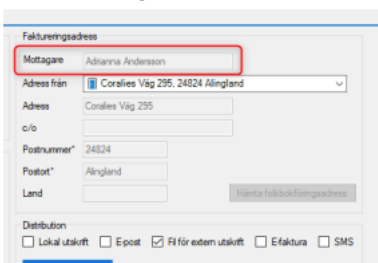 Faktureringsadress
Mottagare Adrianna Andersson
Adress från Coralies Väg 295, 24824 Alingland
Adress Coralies Väg 295
c/o
Postnummer* 24824
Postort* Alingland
Land Hämta folkbokföringsadress
Distribution
Lokal utskrift E-post Fil för extern utskrift E-faktura SMS